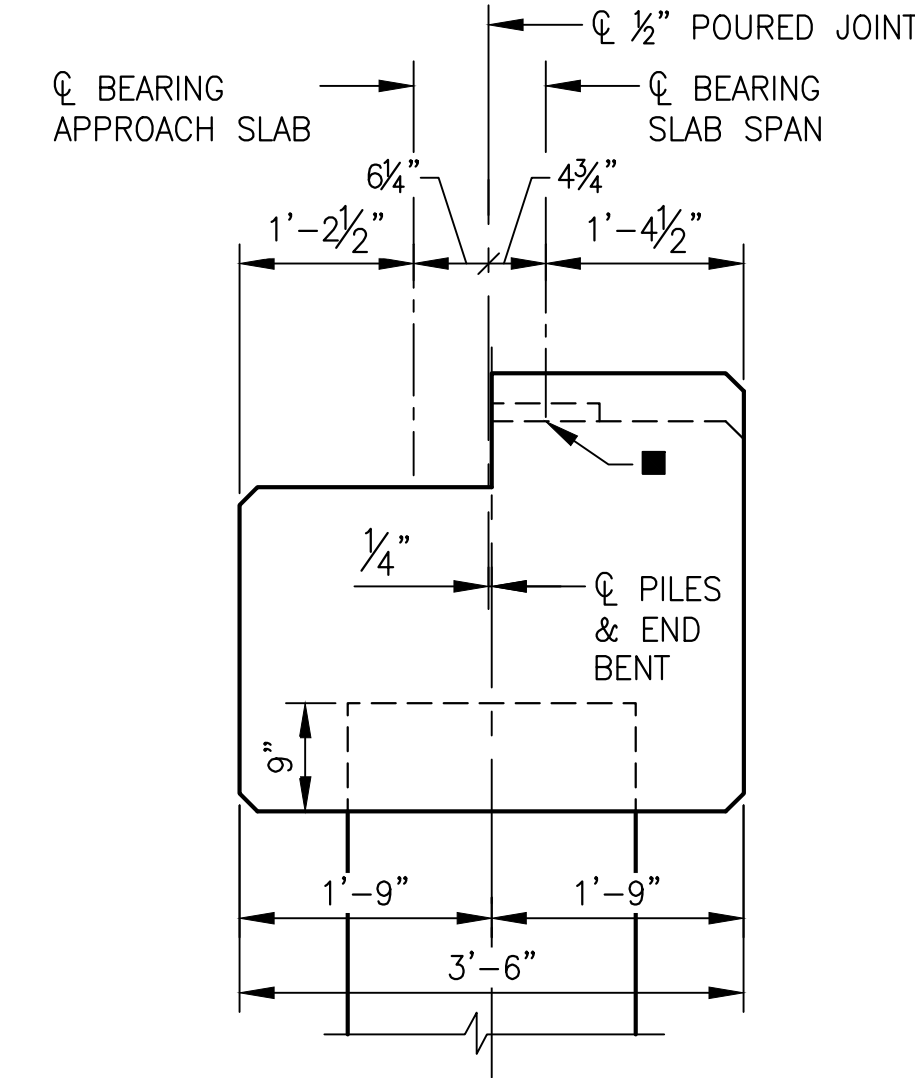 ℄ ½” POURED JOINT
℄ BEARING
APPROACH SLAB
℄ BEARING
SLAB SPAN
6¼”
4¾”
1’-2½”
1’-4½”
¼”
℄ PILES
& END
BENT
9”
1’-9”
1’-9”
3’-6”